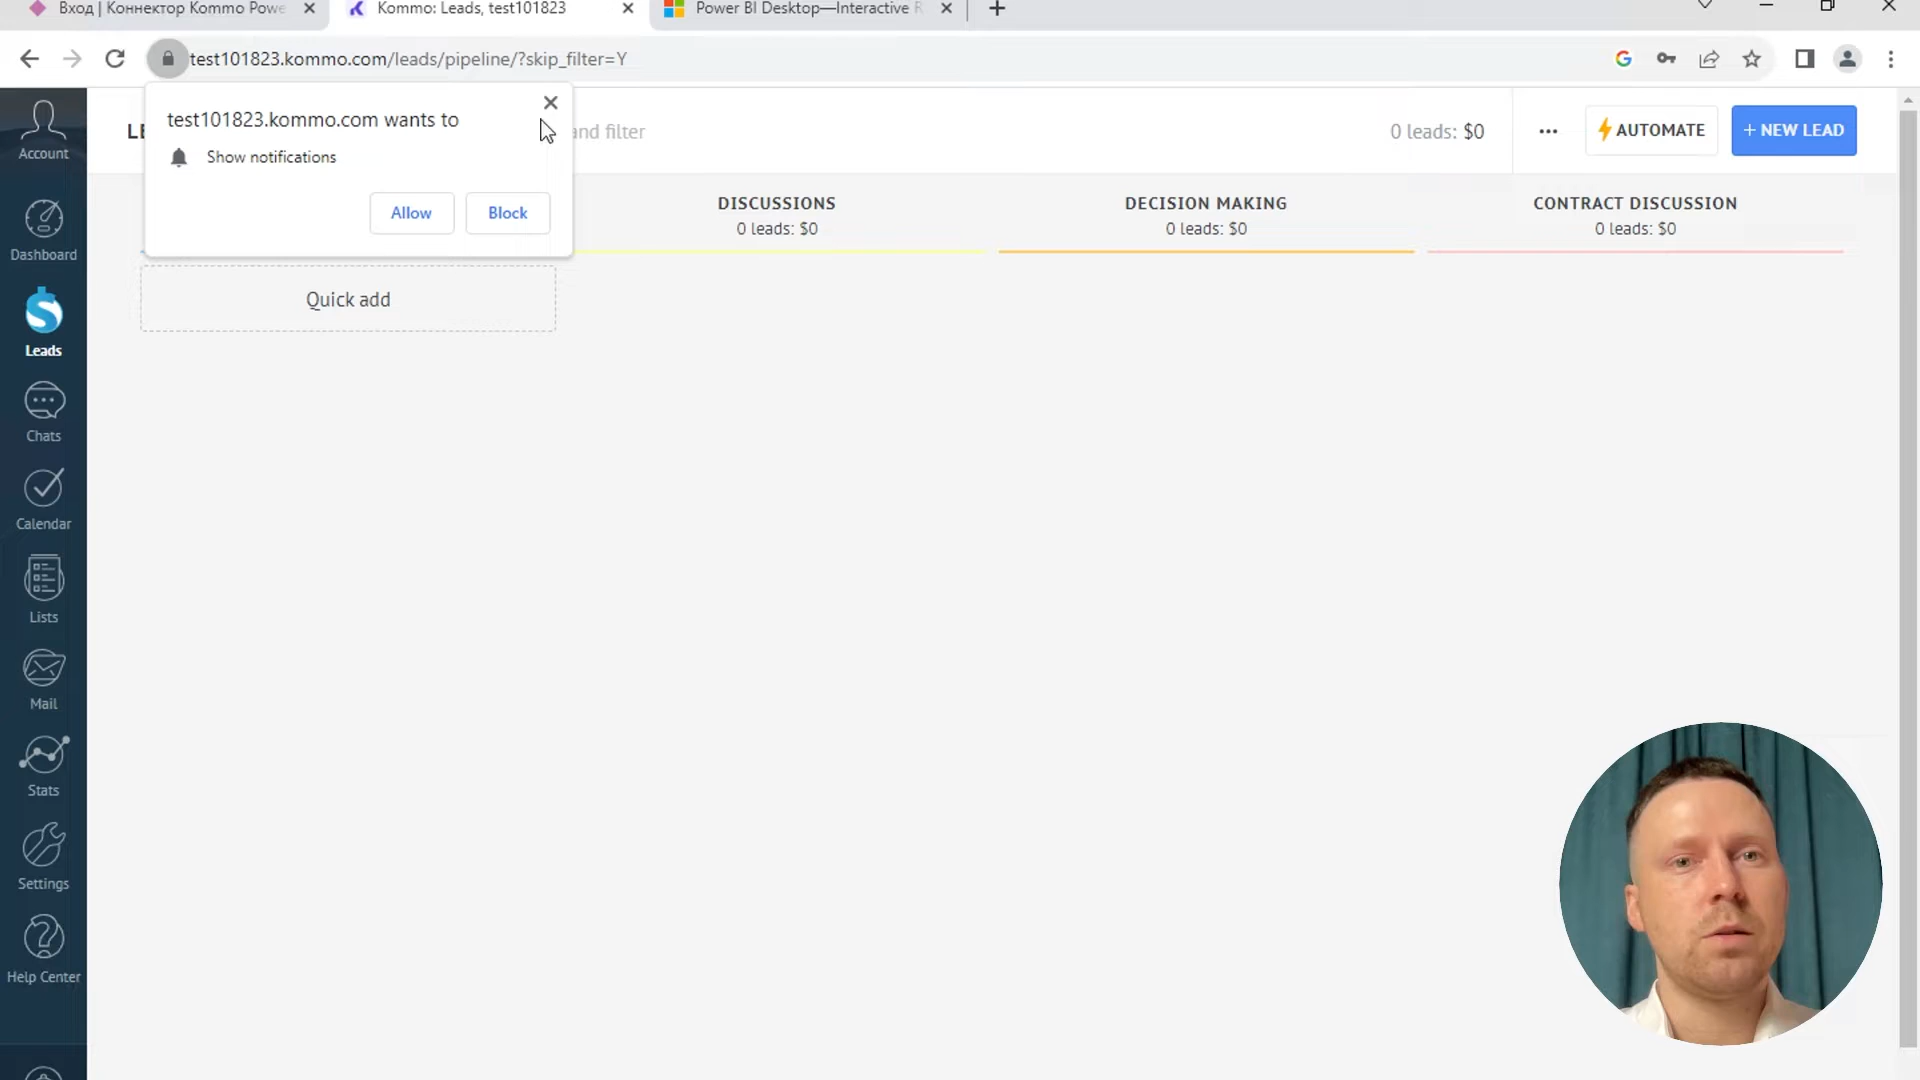 Вход | Коннектор Kommo Powe
Kommo: Leads, test101823
Power BI Desktop—Interactive R
test101823.kommo.com/leads/pipeline/?skip_filter=Y
test101823.kommo.com wants to
Show notifications
Allow
Block
LE
and filter
0 leads: $0
AUTOMATE
+ NEW LEAD
DISCUSSIONS
0 leads: $0
DECISION MAKING
0 leads: $0
CONTRACT DISCUSSION
0 leads: $0
Quick add
Account
Dashboard
Leads
Chats
Calendar
Lists
Mail
Stats
Settings
Help Center